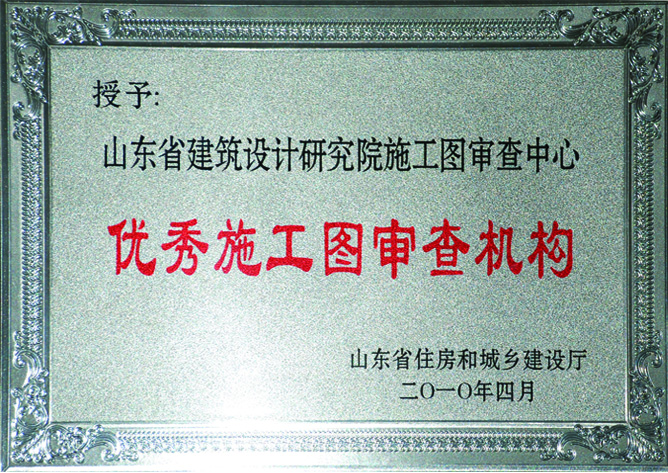 授予:
山东省建筑设计研究院施工图审查中心
优秀施工图审查机构
山东省住房和城乡建设厅
二〇一〇年四月